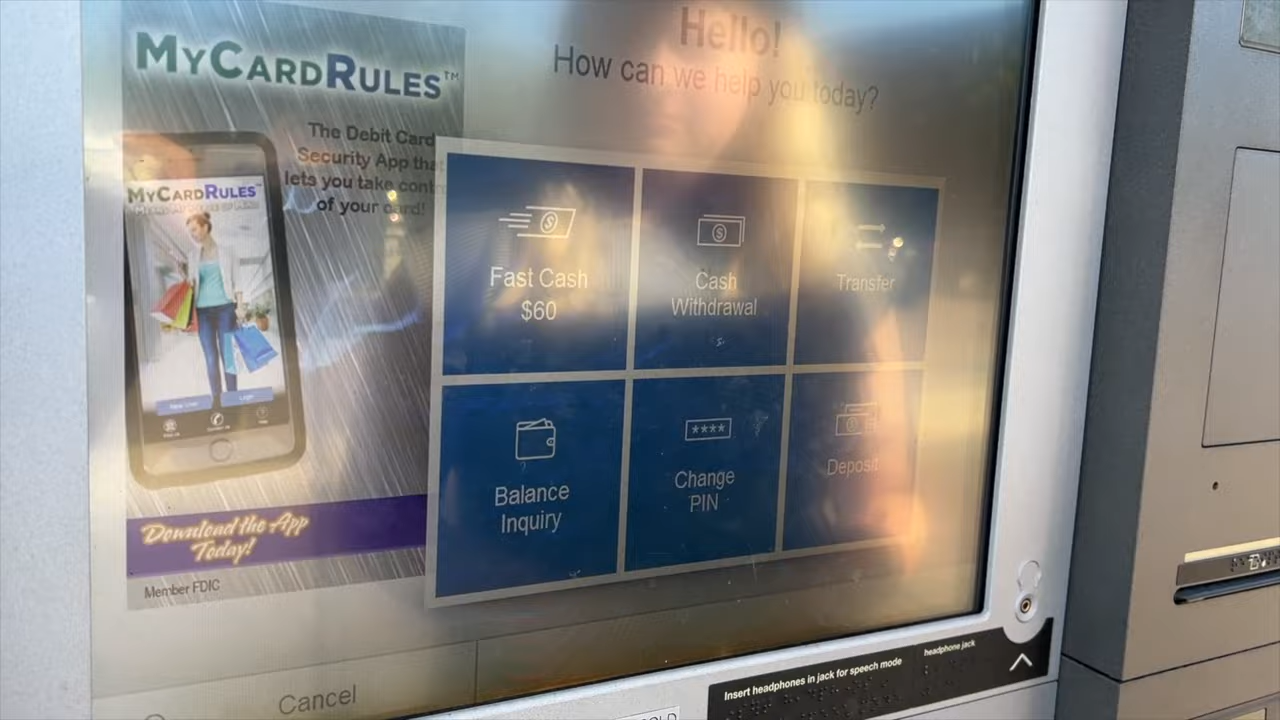 MYCARDRULES™
The Debit Card
Security App that
lets you take
of your card!
MYCARDRULES
Download the App
Today!
Member FDIC
Hello!
How can we help you today?
Fast Cash
$60
Cash
Withdrawal
Transfer
Balance
Inquiry
****
Change
PIN
Deposit
Cancel
Insert headphones in jack for speech mode
headphone jack